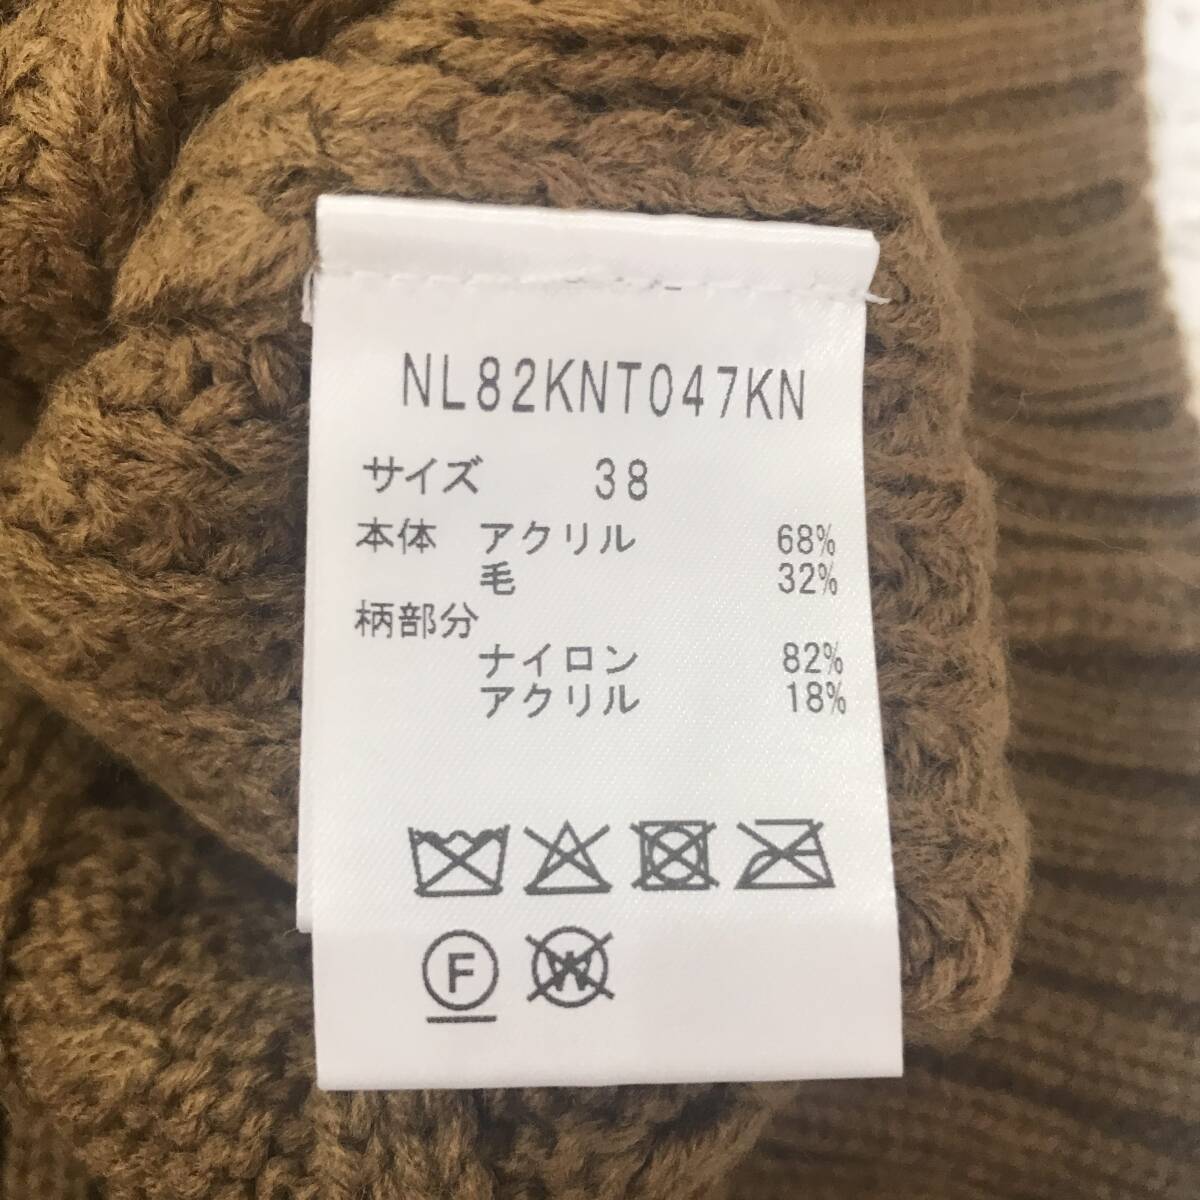 NL82KNT047KN
サイズ 38
本体 アクリル 68%
毛 32%
柄部分
ナイロン 82%
アクリル 18%
F W